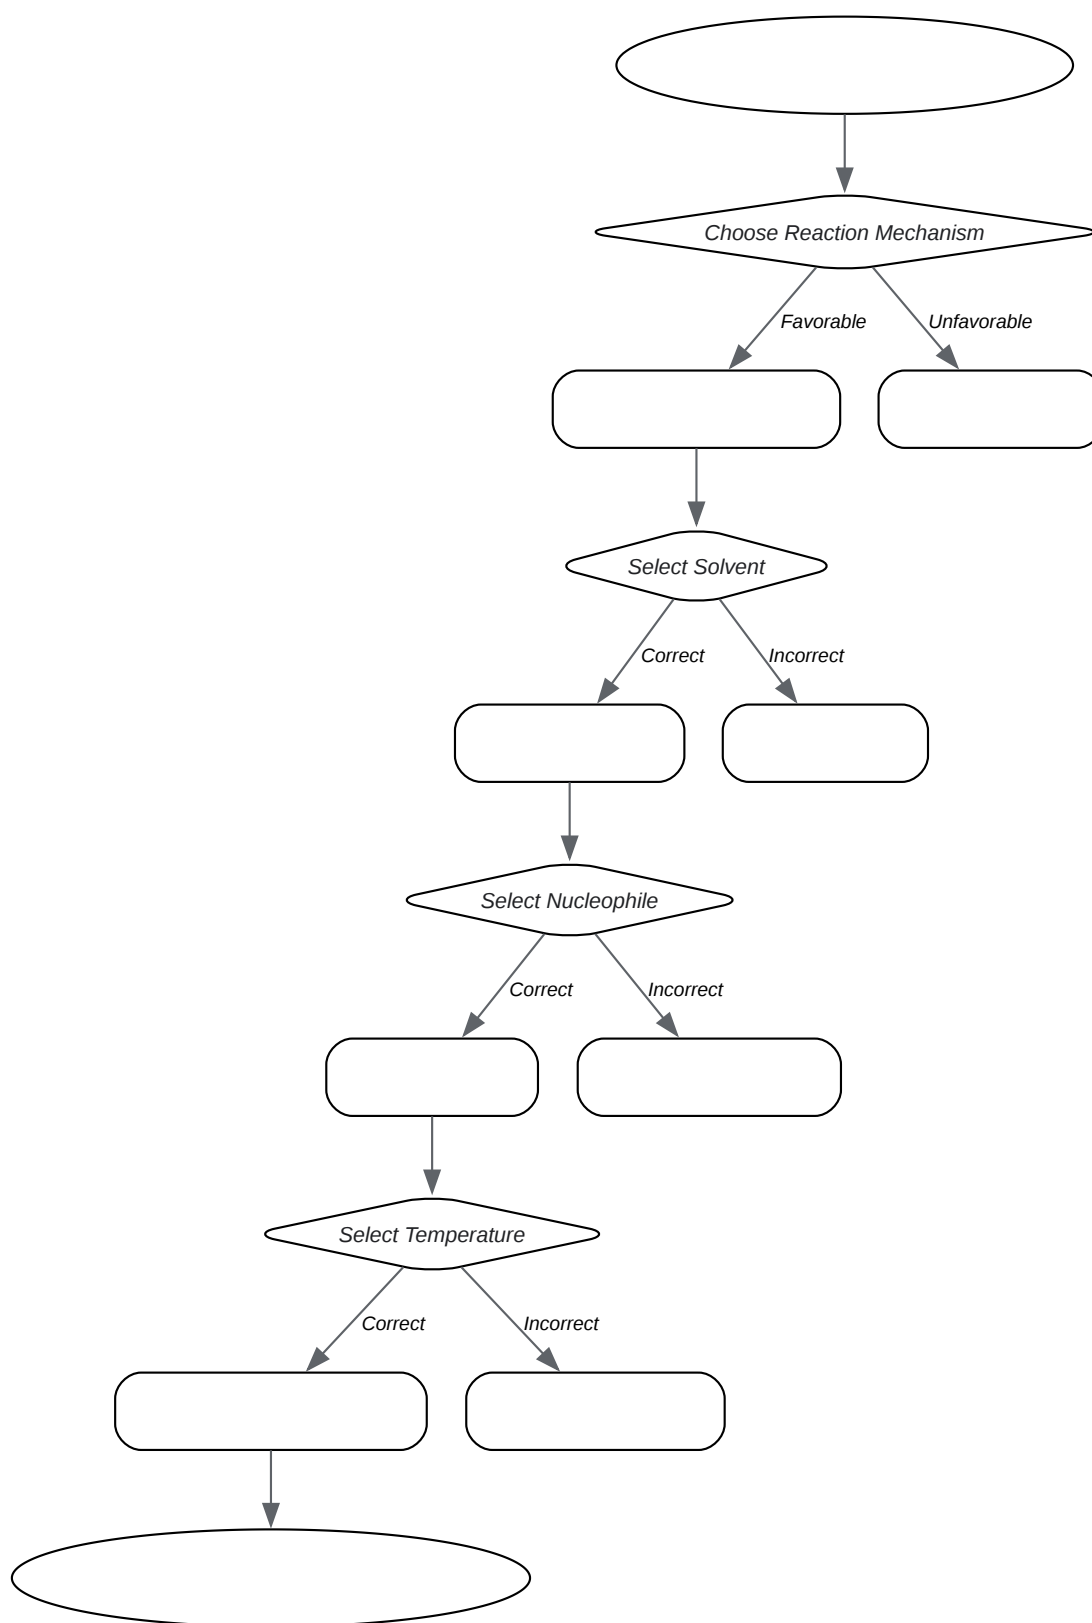 Choose Reaction Mechanism
Favorable
Unfavorable
Select Solvent
Correct
Incorrect
Select Nucleophile
Correct
Incorrect
Select Temperature
Correct
Incorrect